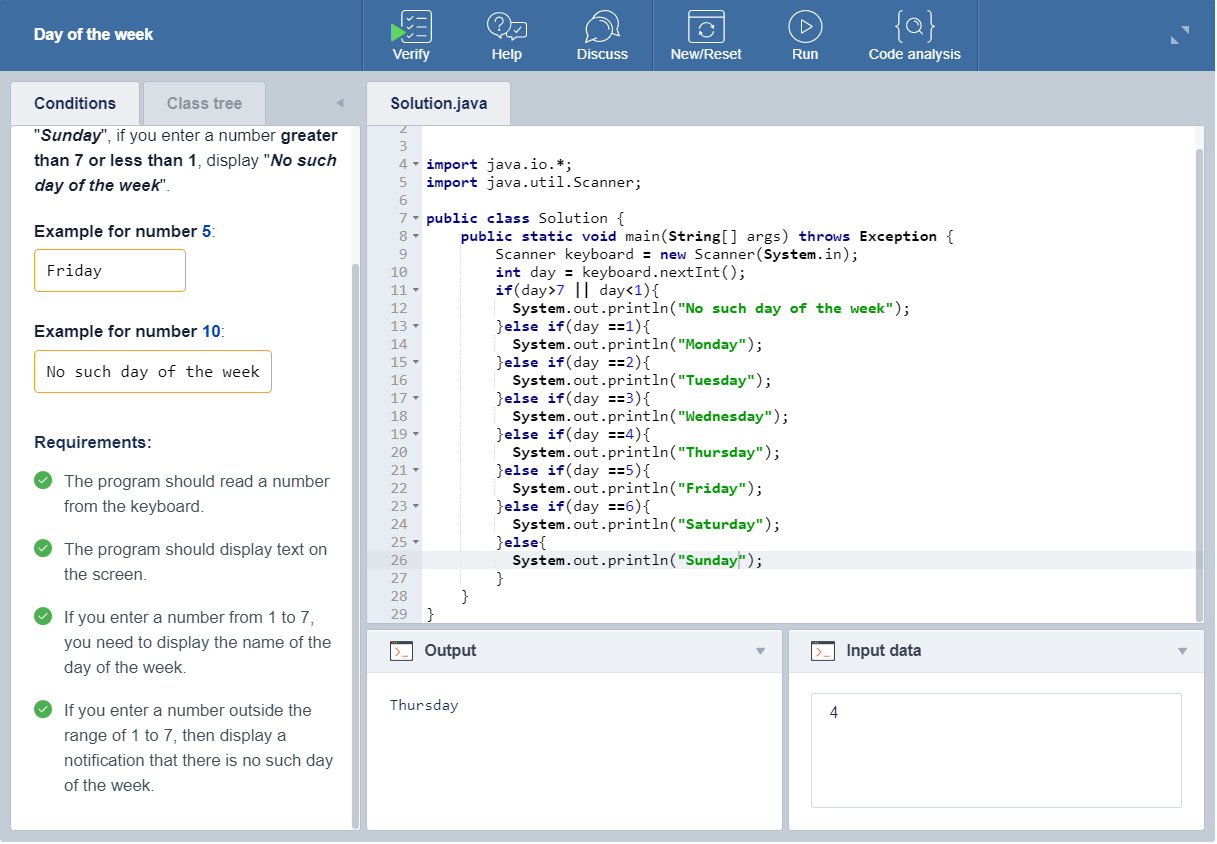 Day of the week
Verify
Help
Discuss
New/Reset
Run
Code analysis
Conditions
Class tree
"Sunday", if you enter a number greater
than 7 or less than 1, display "No such
day of the week".
Example for number 5:
Friday
Example for number 10:
No such day of the week
Requirements:
The program should read a number
from the keyboard.
The program should display text on
the screen.
If you enter a number from 1 to 7,
you need to display the name of the
day of the week.
If you enter a number outside the
range of 1 to 7, then display a
notification that there is no such day
of the week.
Solution.java
2
3
4 import java.io.*;
5 import java.util.Scanner;
6
7 public class Solution {
8     public static void main(String[] args) throws Exception {
9         Scanner keyboard = new Scanner(System.in);
10         int day = keyboard.nextInt();
11         if(day>7 || day<1){
12           System.out.println("No such day of the week");
13         }else if(day ==1){
14           System.out.println("Monday");
15         }else if(day ==2){
16           System.out.println("Tuesday");
17         }else if(day ==3){
18           System.out.println("Wednesday");
19         }else if(day ==4){
20           System.out.println("Thursday");
21         }else if(day ==5){
22           System.out.println("Friday");
23         }else if(day ==6){
24           System.out.println("Saturday");
25         }else{
26           System.out.println("Sunday");
27         }
28     }
29 }
Output
Thursday
Input data
4